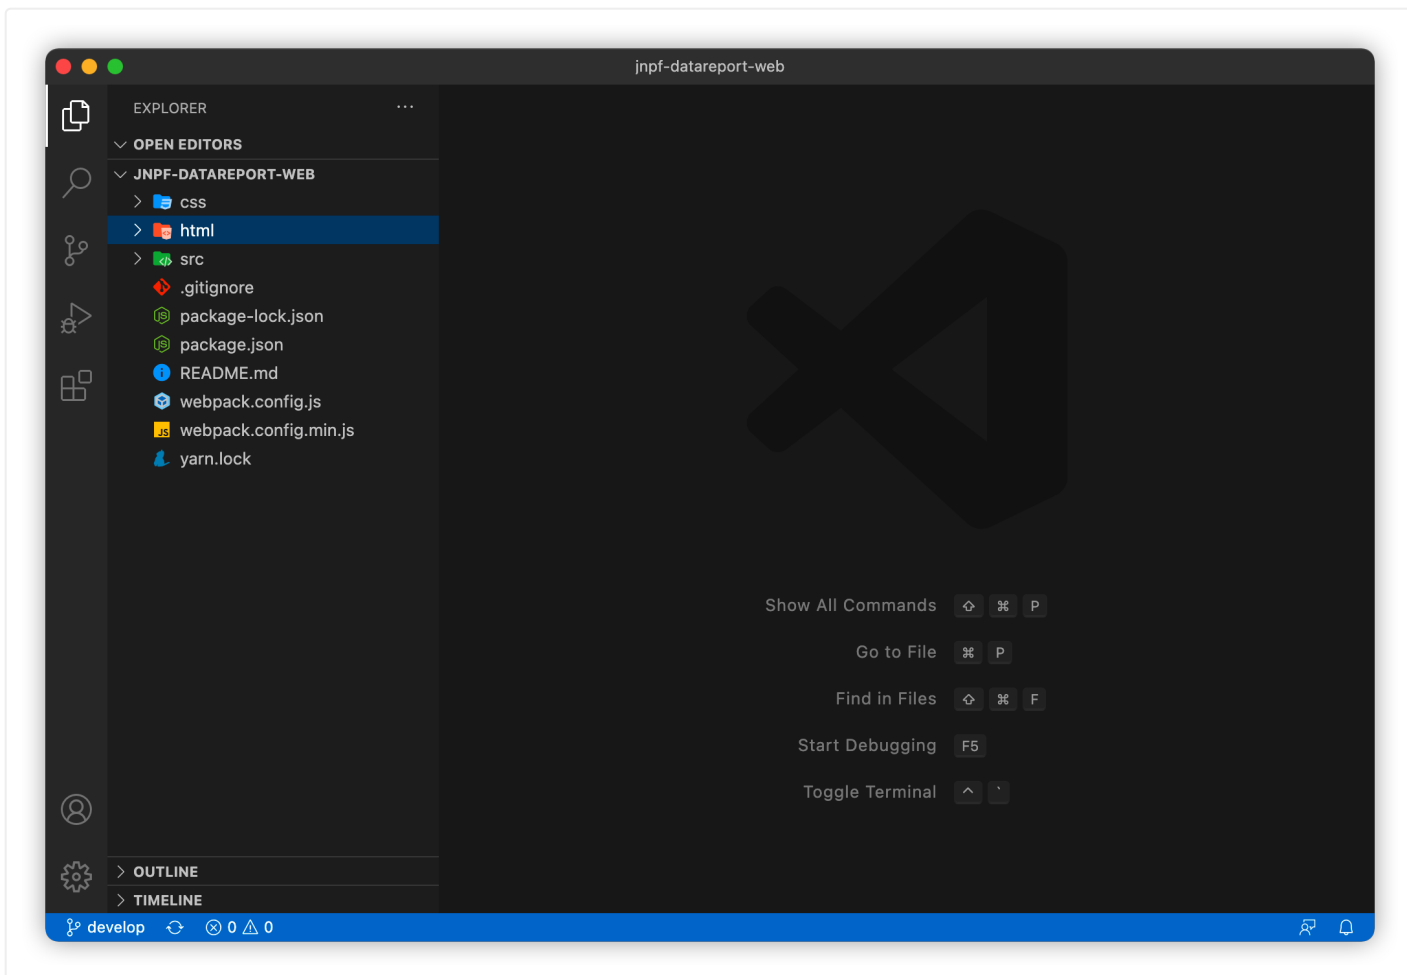 jnpf-datareport-web
EXPLORER
OPEN EDITORS
JNPF-DATAREPORT-WEB
css
html
src
.gitignore
package-lock.json
package.json
README.md
webpack.config.js
webpack.config.min.js
yarn.lock
Show All Commands ⇧ ⌘ P
Go to File ⌘ P
Find in Files ⇧ ⌘ F
Start Debugging F5
Toggle Terminal ^ `
OUTLINE
TIMELINE
develop 0 0